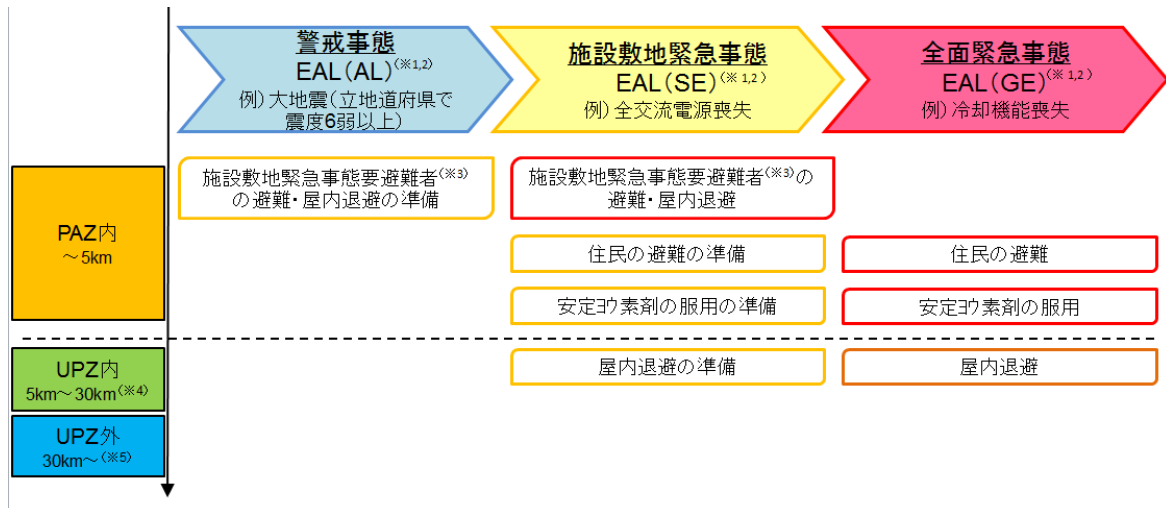 警戒事態
EAL(AL)(※1,2)
例)大地震(立地道府県で
震度6弱以上)
施設敷地緊急事態
EAL(SE)(※1,2)
例)全交流電源喪失
全面緊急事態
EAL(GE)(※1,2)
例)冷却機能喪失
PAZ内
~5km
施設敷地緊急事態要避難者(※3)
の避難・屋内退避の準備
施設敷地緊急事態要避難者(※3)の
避難・屋内退避
住民の避難の準備
住民の避難
安定ヨウ素剤の服用の準備
安定ヨウ素剤の服用
UPZ内
5km~30km(※4)
屋内退避の準備
屋内退避
UPZ外
30km~(※5)